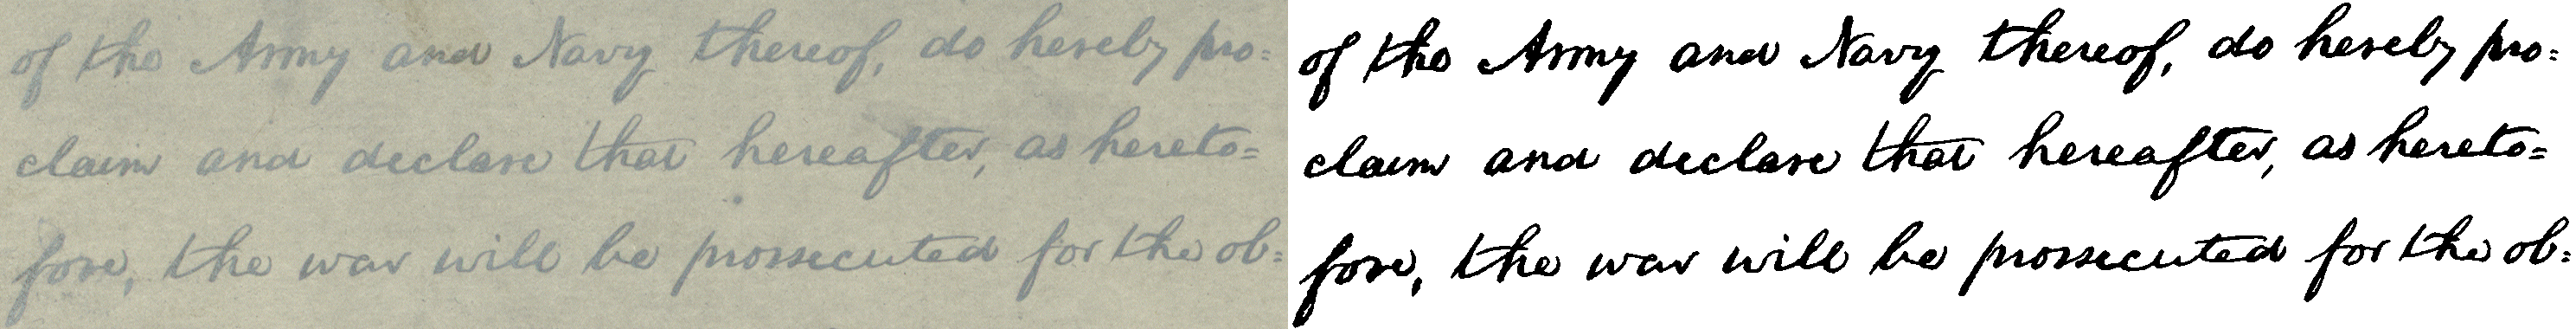 of the Army and Navy thereof, do hereby pro=
claim and declare that hereafter, as hereto=
fore, the war will be prossecuted for the ob=
of the Army and Navy thereof, do hereby pro=
claim and declare that hereafter, as hereto=
fore, the war will be prossecuted for the ob=